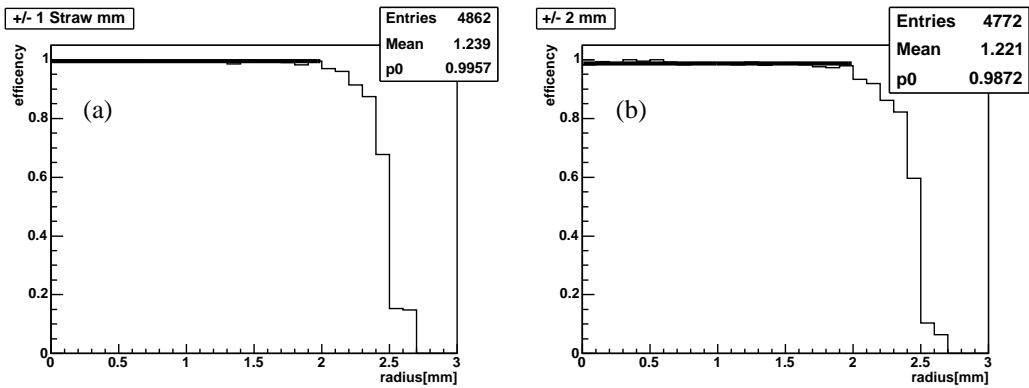 +/- 1 Straw mm
Entries 4862
Mean 1.239
p0 0.9957
efficency
(a)
1
0.8
0.6
0.4
0.2
0
0 0.5 1 1.5 2 2.5 3
radius[mm]
+/- 2 mm
Entries 4772
Mean 1.221
p0 0.9872
efficency
(b)
1
0.8
0.6
0.4
0.2
0
0 0.5 1 1.5 2 2.5 3
radius[mm]